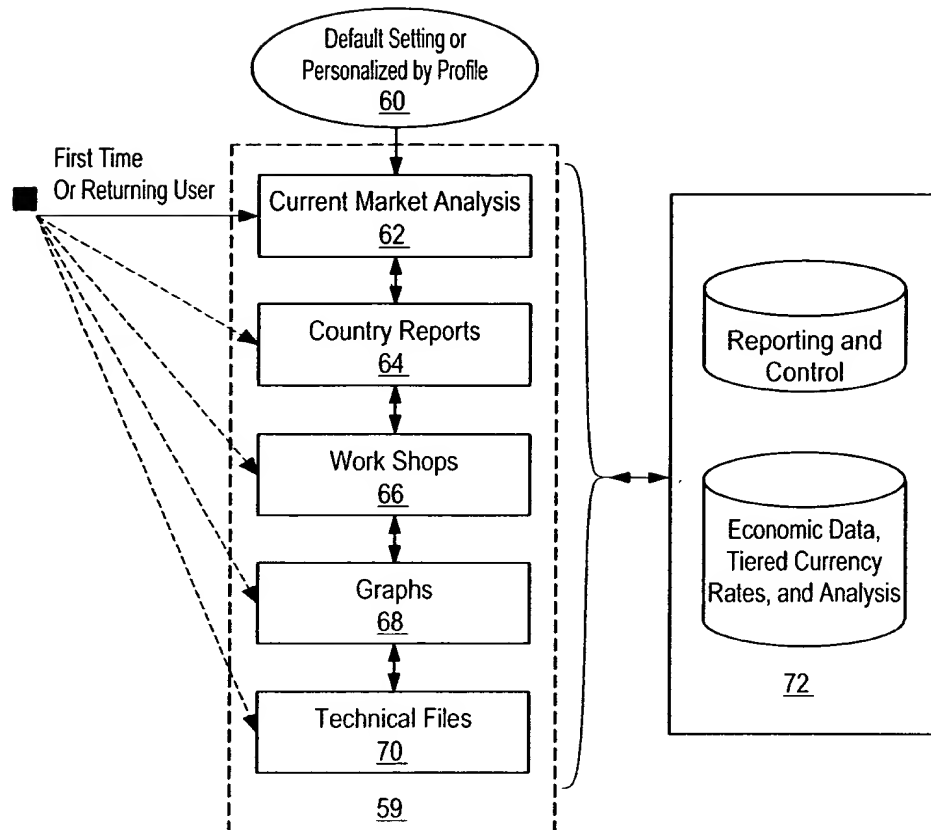 Default Setting or
Personalized by Profile
60
First Time
Or Returning User
Current Market Analysis
62
Country Reports
64
Work Shops
66
Graphs
68
Technical Files
70
59
Reporting and
Control
Economic Data,
Tiered Currency
Rates, and Analysis
72